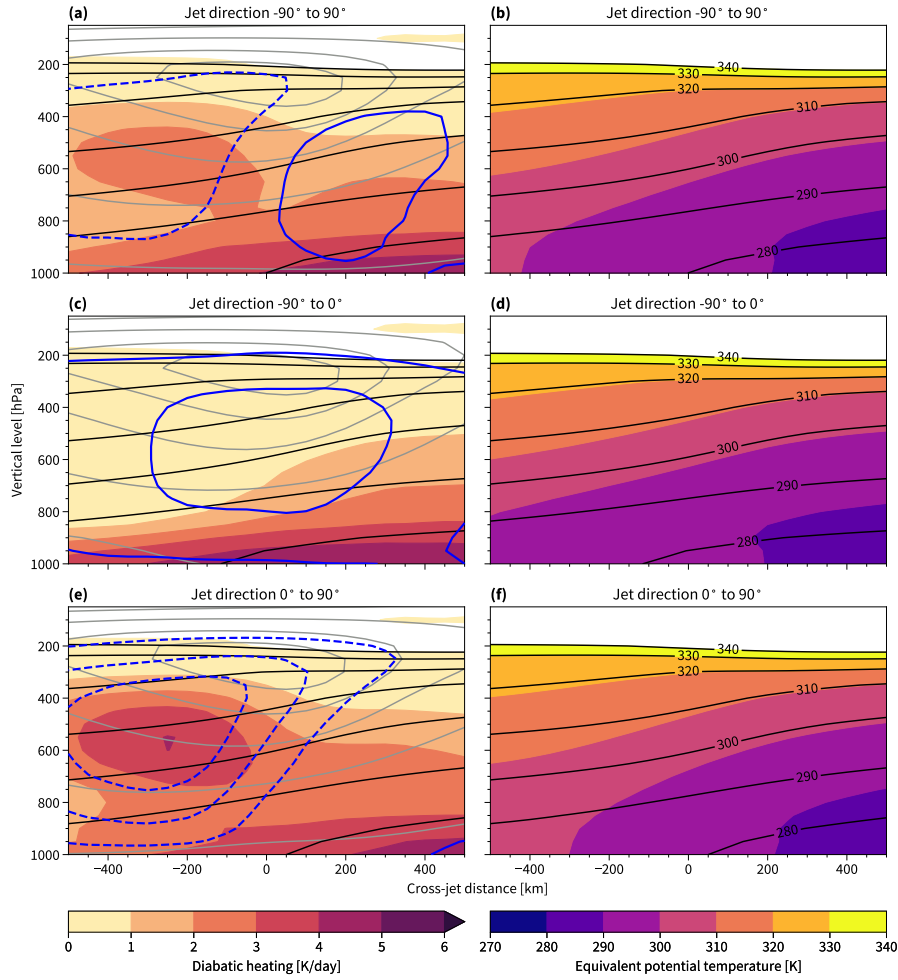 (a) Jet direction -90° to 90°
(b) Jet direction -90° to 90°
200
400
600
800
1000
340
330
320
310
300
290
280
(c) Jet direction -90° to 0°
(d) Jet direction -90° to 0°
Vertical level [hPa]
200
400
600
800
1000
340
330
320
310
300
290
280
(e) Jet direction 0° to 90°
(f) Jet direction 0° to 90°
200
400
600
800
1000
340
330
320
310
300
290
280
−400 −200 0 200 400
−400 −200 0 200 400
Cross-jet distance [km]
0 1 2 3 4 5 6
Diabatic heating [K/day]
270 280 290 300 310 320 330 340
Equivalent potential temperature [K]